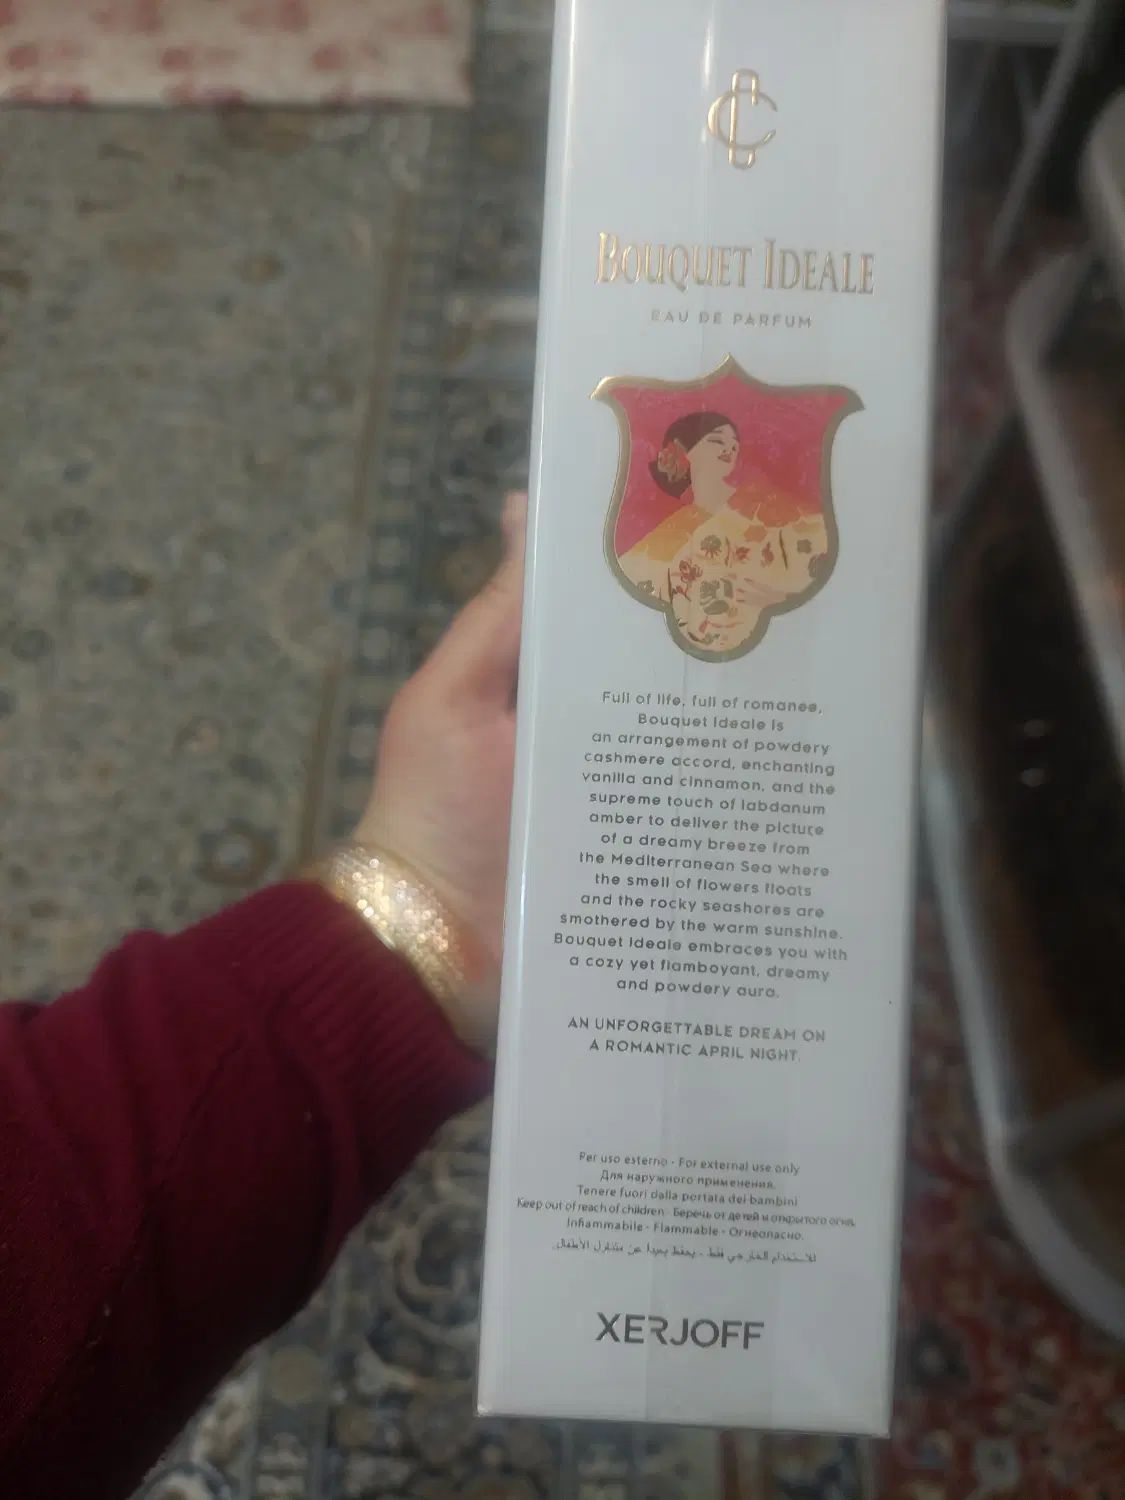 BOUQUET IDEALE
EAU DE PARFUM
Full of life, full of romance,
Bouquet Ideale is
an arrangement of powdery
cashmere accord, enchanting
vanilla and cinnamon, and the
supreme touch of labdanum
amber to deliver the picture
of a dreamy breeze from
the Mediterranean Sea where
the smell of flowers floats
and the rocky seashores are
smothered by the warm sunshine.
Bouquet Ideale embraces you with
a cozy yet flamboyant, dreamy
and powdery aura.
AN UNFORGETTABLE DREAM ON
A ROMANTIC APRIL NIGHT.
Per uso esterno - For external use only
Для наружного применения.
Tenere fuori dalla portata dei bambini
Keep out of reach of children - Беречь от детей и открытого огня.
Infiammabile - Flammable - Огнеопасно.
للاستخدام الخارجي فقط - يحفظ بعيدا عن متناول الأطفال
XERJOFF